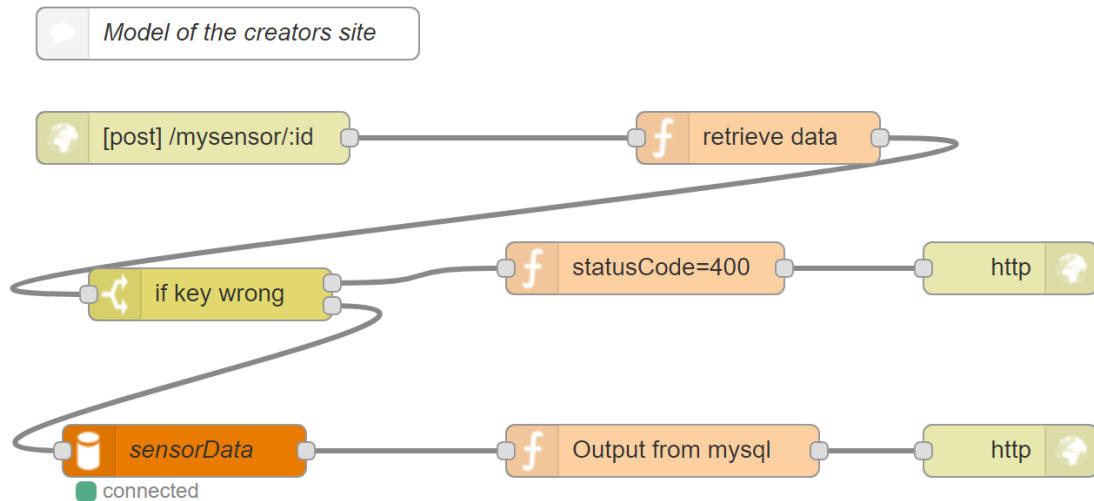 Model of the creators site
[post] /mysensor/:id
retrieve data
if key wrong
statusCode=400
http
sensorData
Output from mysql
http
connected